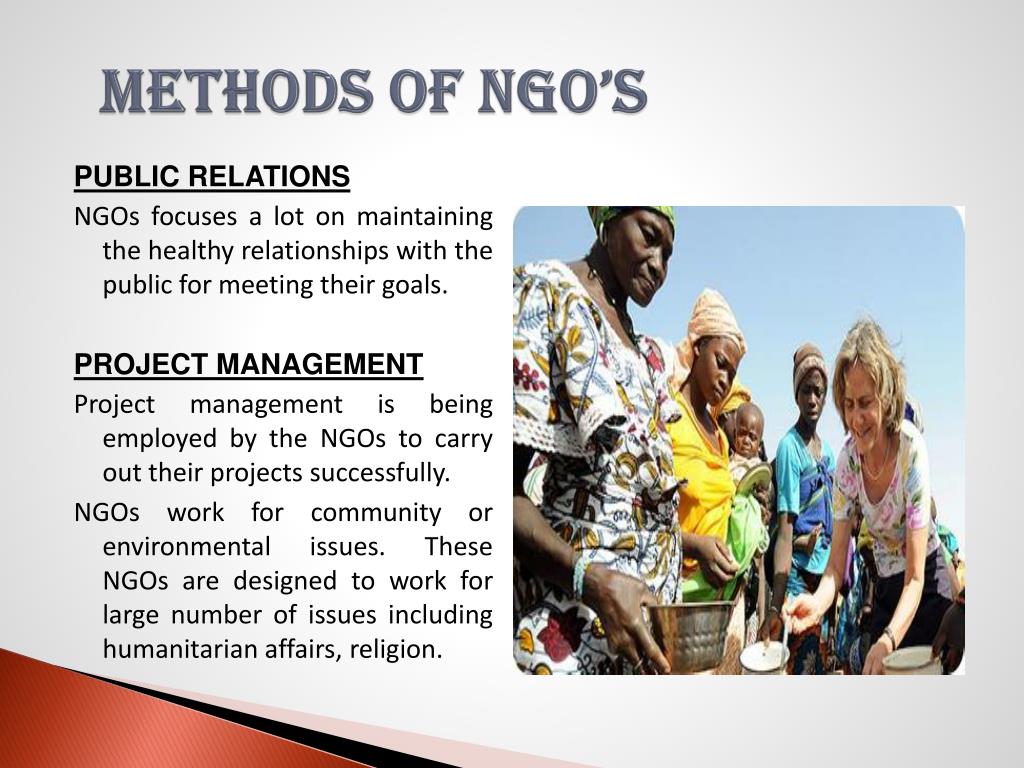 METHODS OF NGO’S
PUBLIC RELATIONS
NGOs focuses a lot on maintaining
the healthy relationships with the
public for meeting their goals.
PROJECT MANAGEMENT
Project management is being
employed by the NGOs to carry
out their projects successfully.
NGOs work for community or
environmental issues. These
NGOs are designed to work for
large number of issues including
humanitarian affairs, religion.